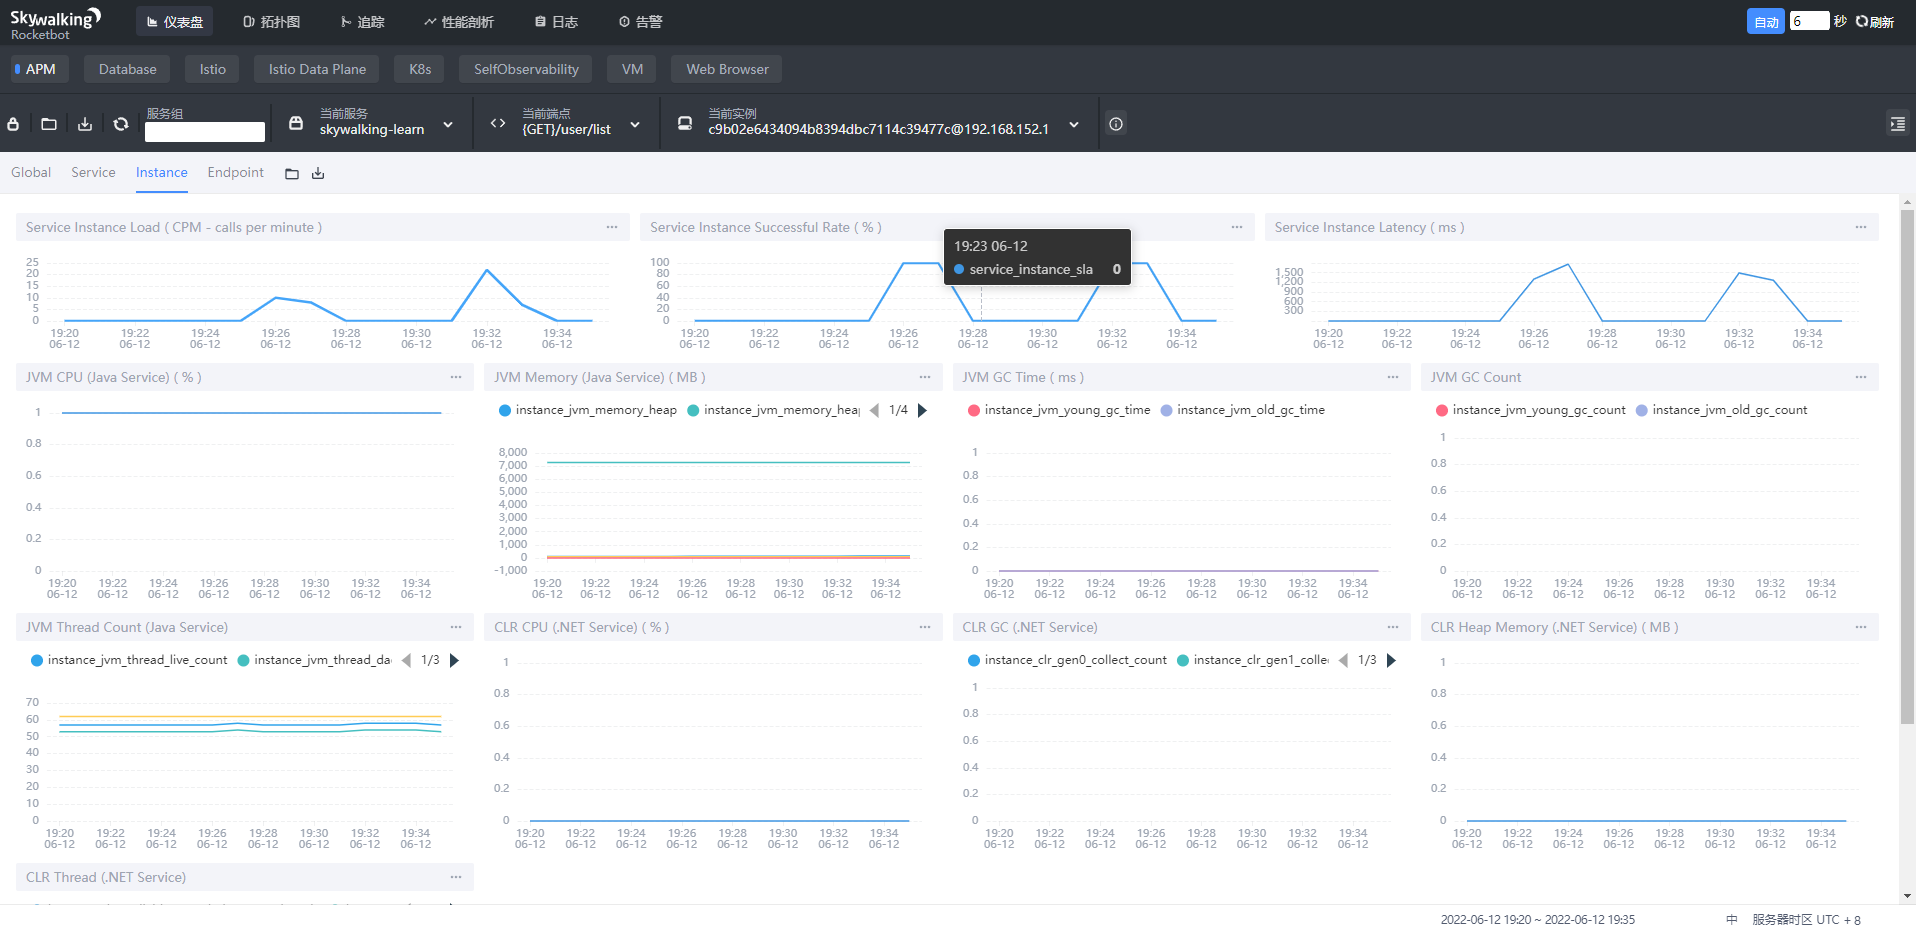 Skywalking
Rocketbot
仪表盘 拓扑图 追踪 性能剖析 日志 告警 自动 6 秒 刷新
APM Database Istio Istio Data Plane K8s SelfObservability VM Web Browser
服务组 当前服务 当前端点 当前实例
skywalking-learn {GET}/user/list c9b02e6434094b8394dbc7114c39477c@192.168.152.1
Global Service Instance Endpoint
Service Instance Load ( CPM - calls per minute )
25
20
15
10
5
0
19:20 19:22 19:24 19:26 19:28 19:30 19:32 19:34
06-12 06-12 06-12 06-12 06-12 06-12 06-12 06-12
Service Instance Successful Rate ( % )
19:23 06-12
service_instance_sla 0
100
80
60
40
20
0
19:20 19:22 19:24 19:26 19:28 19:30 19:32 19:34
06-12 06-12 06-12 06-12 06-12 06-12 06-12 06-12
Service Instance Latency ( ms )
1,500
1,200
900
600
300
19:20 19:22 19:24 19:26 19:28 19:30 19:32 19:34
06-12 06-12 06-12 06-12 06-12 06-12 06-12 06-12
JVM CPU (Java Service) ( % )
1
0.8
0.6
0.4
0.2
0
19:20 19:22 19:24 19:26 19:28 19:30 19:32 19:34
06-12 06-12 06-12 06-12 06-12 06-12 06-12 06-12
JVM Memory (Java Service) ( MB )
instance_jvm_memory_heap instance_jvm_memory_heap 1/4
8,000
7,000
6,000
5,000
4,000
3,000
2,000
1,000
0
-1,000
19:20 19:22 19:24 19:26 19:28 19:30 19:32 19:34
06-12 06-12 06-12 06-12 06-12 06-12 06-12 06-12
JVM GC Time ( ms )
instance_jvm_young_gc_time instance_jvm_old_gc_time
1
0.8
0.6
0.4
0.2
0
19:20 19:22 19:24 19:26 19:28 19:30 19:32 19:34
06-12 06-12 06-12 06-12 06-12 06-12 06-12 06-12
JVM GC Count
instance_jvm_young_gc_count instance_jvm_old_gc_count
1
0.8
0.6
0.4
0.2
0
19:20 19:22 19:24 19:26 19:28 19:30 19:32 19:34
06-12 06-12 06-12 06-12 06-12 06-12 06-12 06-12
JVM Thread Count (Java Service)
instance_jvm_thread_live_count instance_jvm_thread_da 1/3
70
60
50
40
30
20
10
0
19:20 19:22 19:24 19:26 19:28 19:30 19:32 19:34
06-12 06-12 06-12 06-12 06-12 06-12 06-12 06-12
CLR CPU (.NET Service) ( % )
1
0.8
0.6
0.4
0.2
0
19:20 19:22 19:24 19:26 19:28 19:30 19:32 19:34
06-12 06-12 06-12 06-12 06-12 06-12 06-12 06-12
CLR GC (.NET Service)
instance_clr_gen0_collect_count instance_clr_gen1_colle 1/3
1
0.8
0.6
0.4
0.2
0
19:20 19:22 19:24 19:26 19:28 19:30 19:32 19:34
06-12 06-12 06-12 06-12 06-12 06-12 06-12 06-12
CLR Heap Memory (.NET Service) ( MB )
1
0.8
0.6
0.4
0.2
0
19:20 19:22 19:24 19:26 19:28 19:30 19:32 19:34
06-12 06-12 06-12 06-12 06-12 06-12 06-12 06-12
CLR Thread (.NET Service)
2022-06-12 19:20 ~ 2022-06-12 19:35 中 服务器时区 UTC + 8